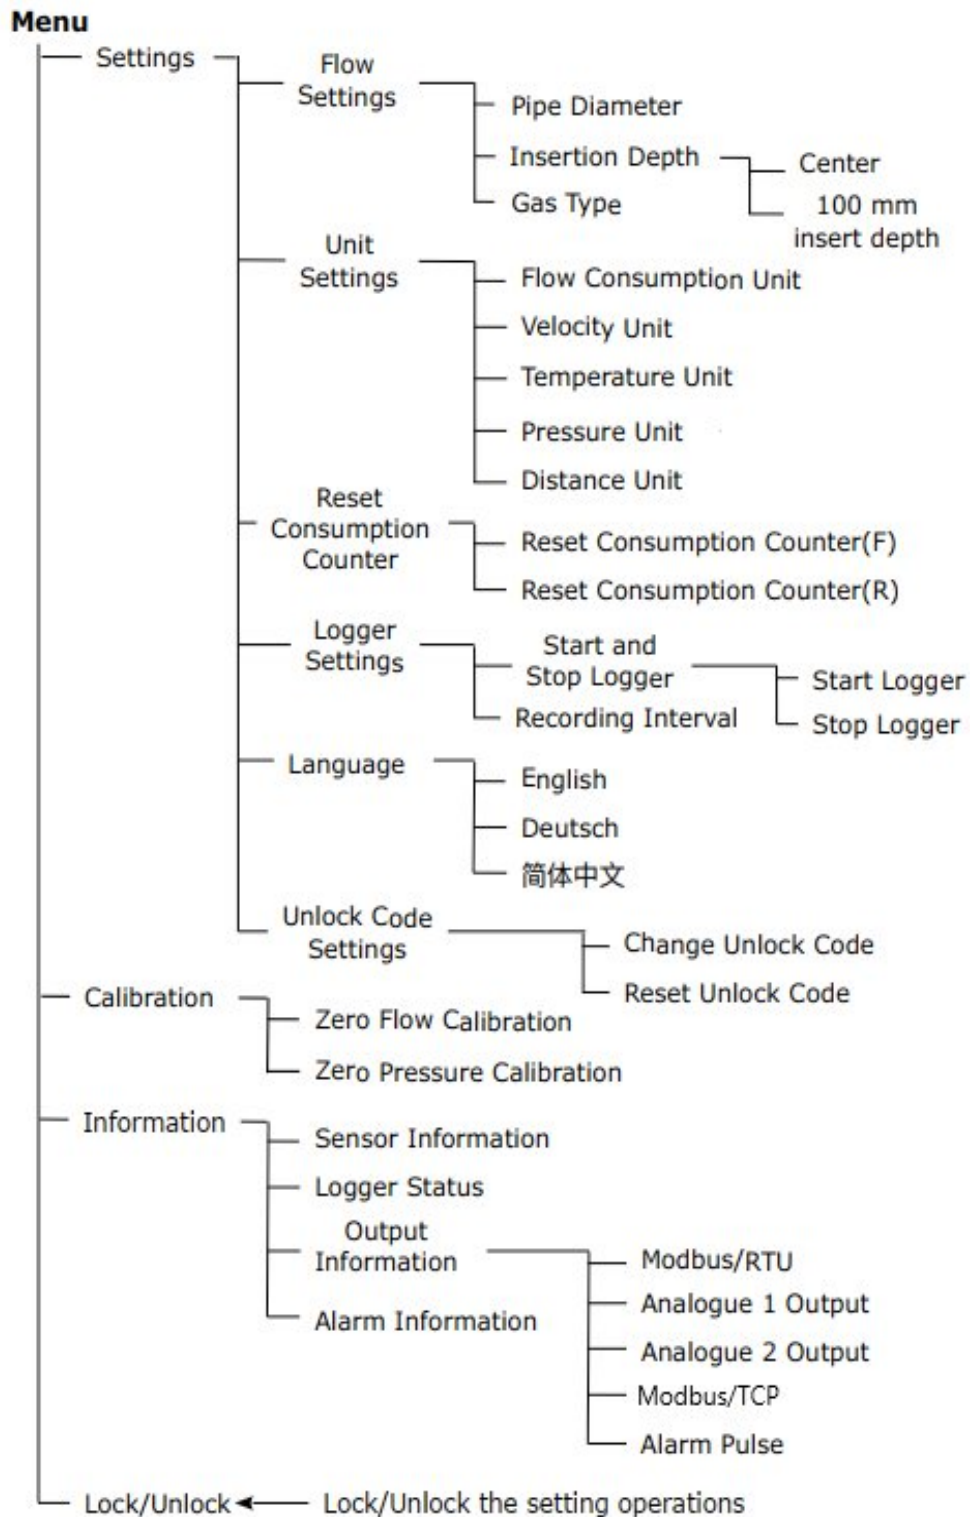 Menu
Settings
Flow
Settings
Pipe Diameter
Insertion Depth
Center
100 mm
insert depth
Gas Type
Unit
Settings
Flow Consumption Unit
Velocity Unit
Temperature Unit
Pressure Unit
Distance Unit
Reset
Consumption
Counter
Reset Consumption Counter(F)
Reset Consumption Counter(R)
Logger
Settings
Start and
Stop Logger
Start Logger
Stop Logger
Recording Interval
Language
English
Deutsch
简体中文
Unlock Code
Settings
Change Unlock Code
Reset Unlock Code
Calibration
Zero Flow Calibration
Zero Pressure Calibration
Information
Sensor Information
Logger Status
Output
Information
Modbus/RTU
Analogue 1 Output
Analogue 2 Output
Modbus/TCP
Alarm Pulse
Alarm Information
Lock/Unlock
Lock/Unlock the setting operations